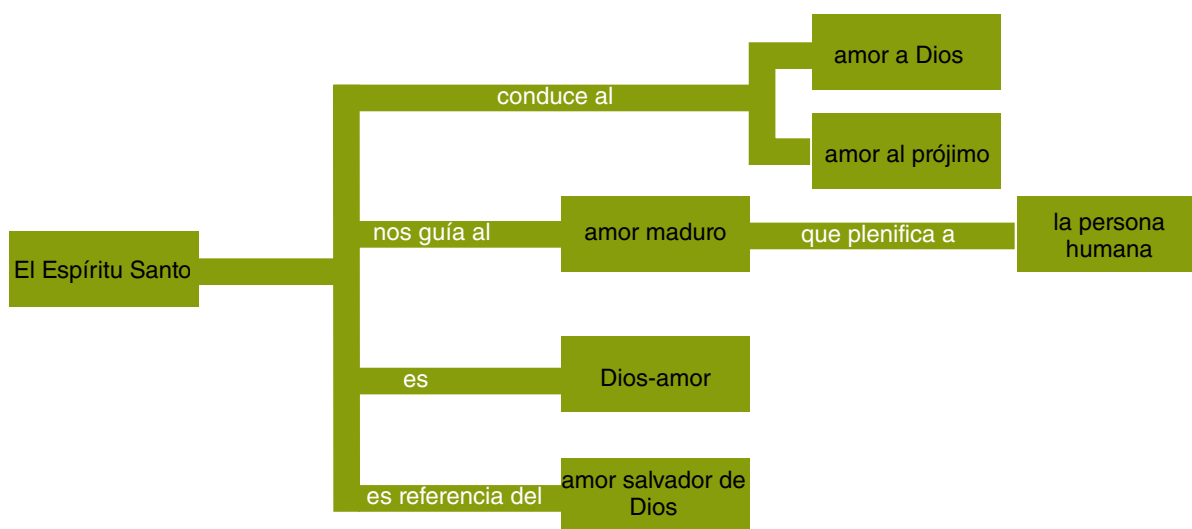 amor a Dios
conduce al
amor al prójimo
nos guía al
amor maduro
que plenifica a
la persona
humana
El Espíritu Santo
es
Dios-amor
es referencia del
amor salvador de
Dios